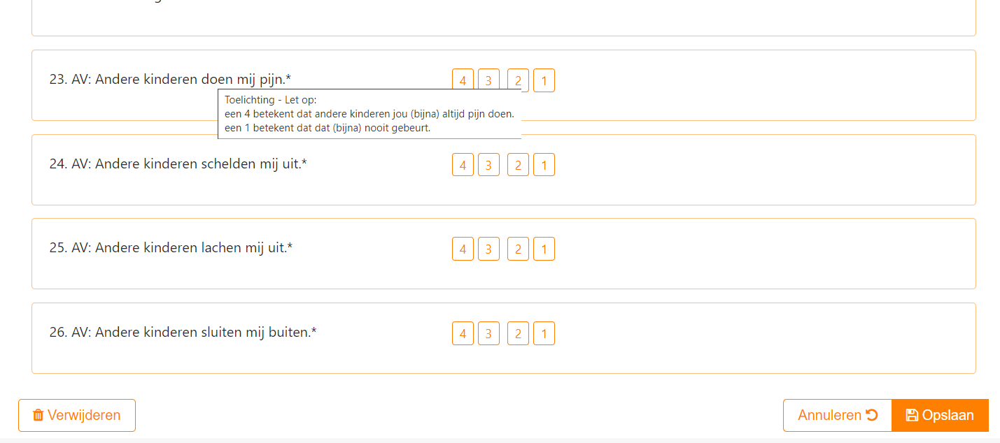 23. AV: Andere kinderen doen mij pijn.* 4 3 2 1
Toelichting - Let op:
een 4 betekent dat andere kinderen jou (bijna) altijd pijn doen.
een 1 betekent dat dat (bijna) nooit gebeurt.
24. AV: Andere kinderen schelden mij uit.* 4 3 2 1
25. AV: Andere kinderen lachen mij uit.* 4 3 2 1
26. AV: Andere kinderen sluiten mij buiten.* 4 3 2 1
Verwijderen Annuleren Opslaan